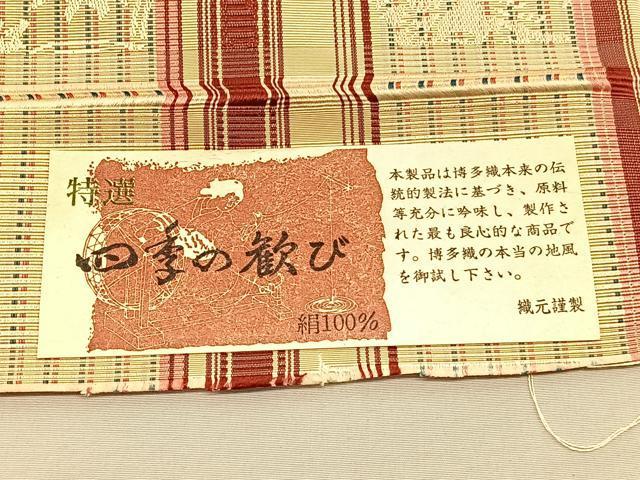 特選
四季の歓び
絹100%
本製品は博多織本来の伝
統的製法に基づき、原料
等充分に吟味し、製作さ
れた最も良心的な商品で
す。博多織の本当の地風
を御試し下さい。
織元謹製